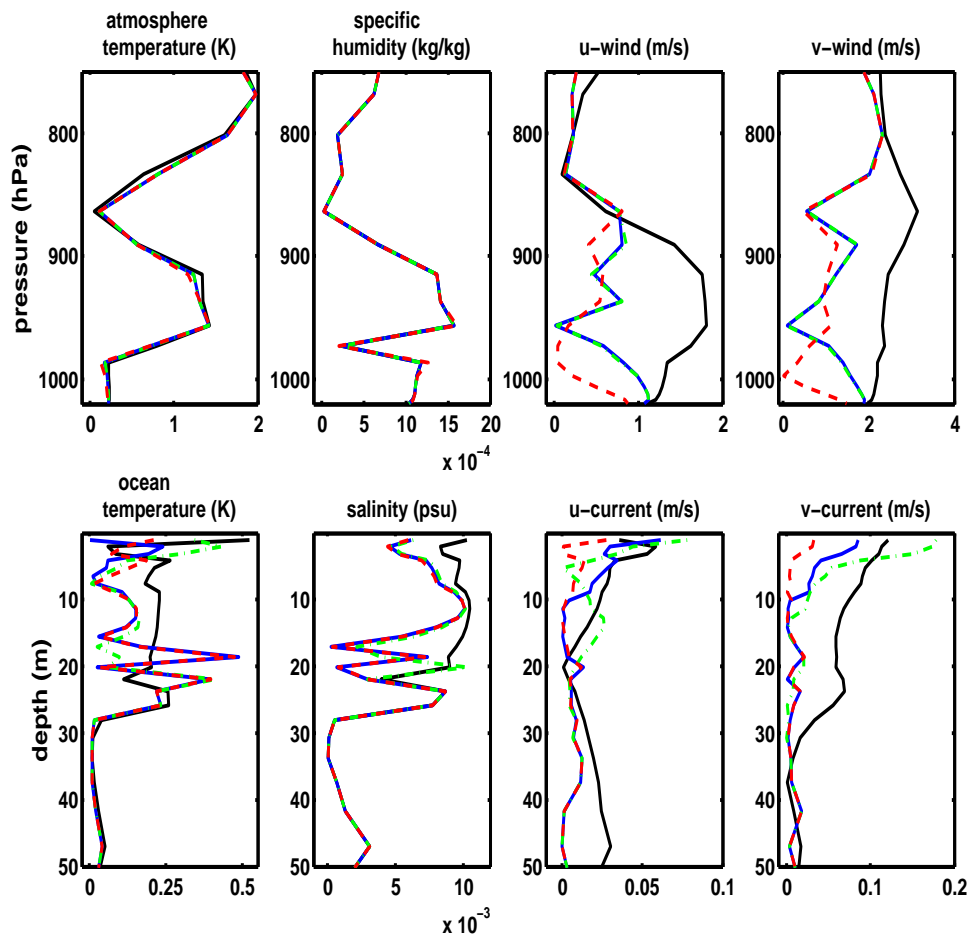 atmosphere
temperature (K)
specific
humidity (kg/kg)
u−wind (m/s)
v−wind (m/s)
pressure (hPa)
800
900
1000
0 1 2
800
900
1000
0 5 10 15 20
x 10⁻⁴
800
900
1000
0 1 2
800
900
1000
0 2 4
ocean
temperature (K)
salinity (psu)
u−current (m/s)
v−current (m/s)
depth (m)
10
20
30
40
50
0 0.5
10
20
30
40
50
0 5 10
x 10⁻³
10
20
30
40
50
0 0.05 0.1
10
20
30
40
50
0 0.1 0.2